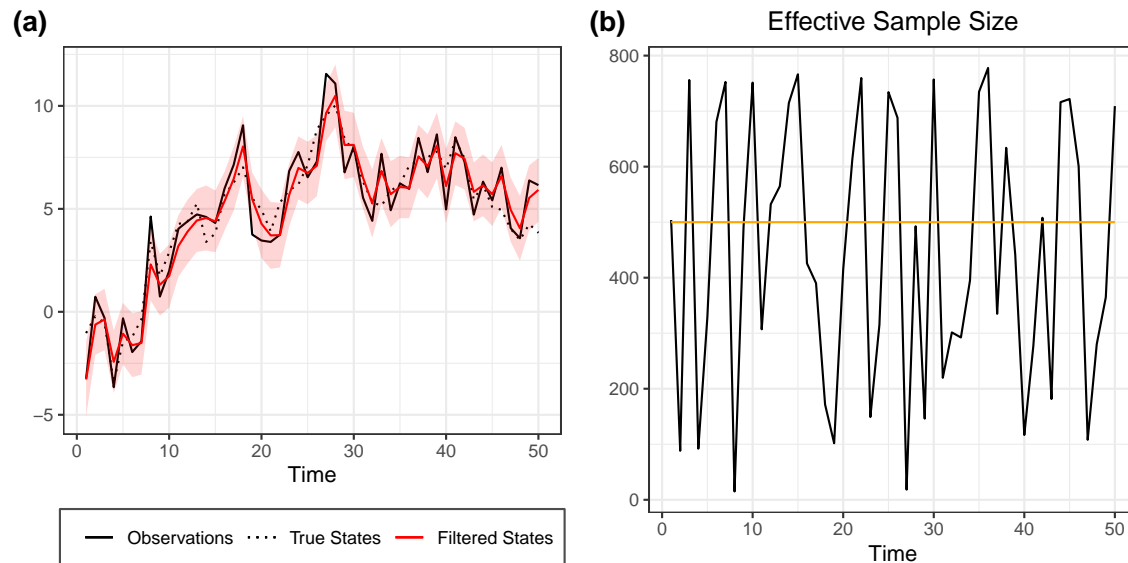 (a)
10
5
0
−5
0
10
20
30
40
50
Time
Observations
True States
Filtered States
(b)
Effective Sample Size
800
600
400
200
0
0
10
20
30
40
50
Time